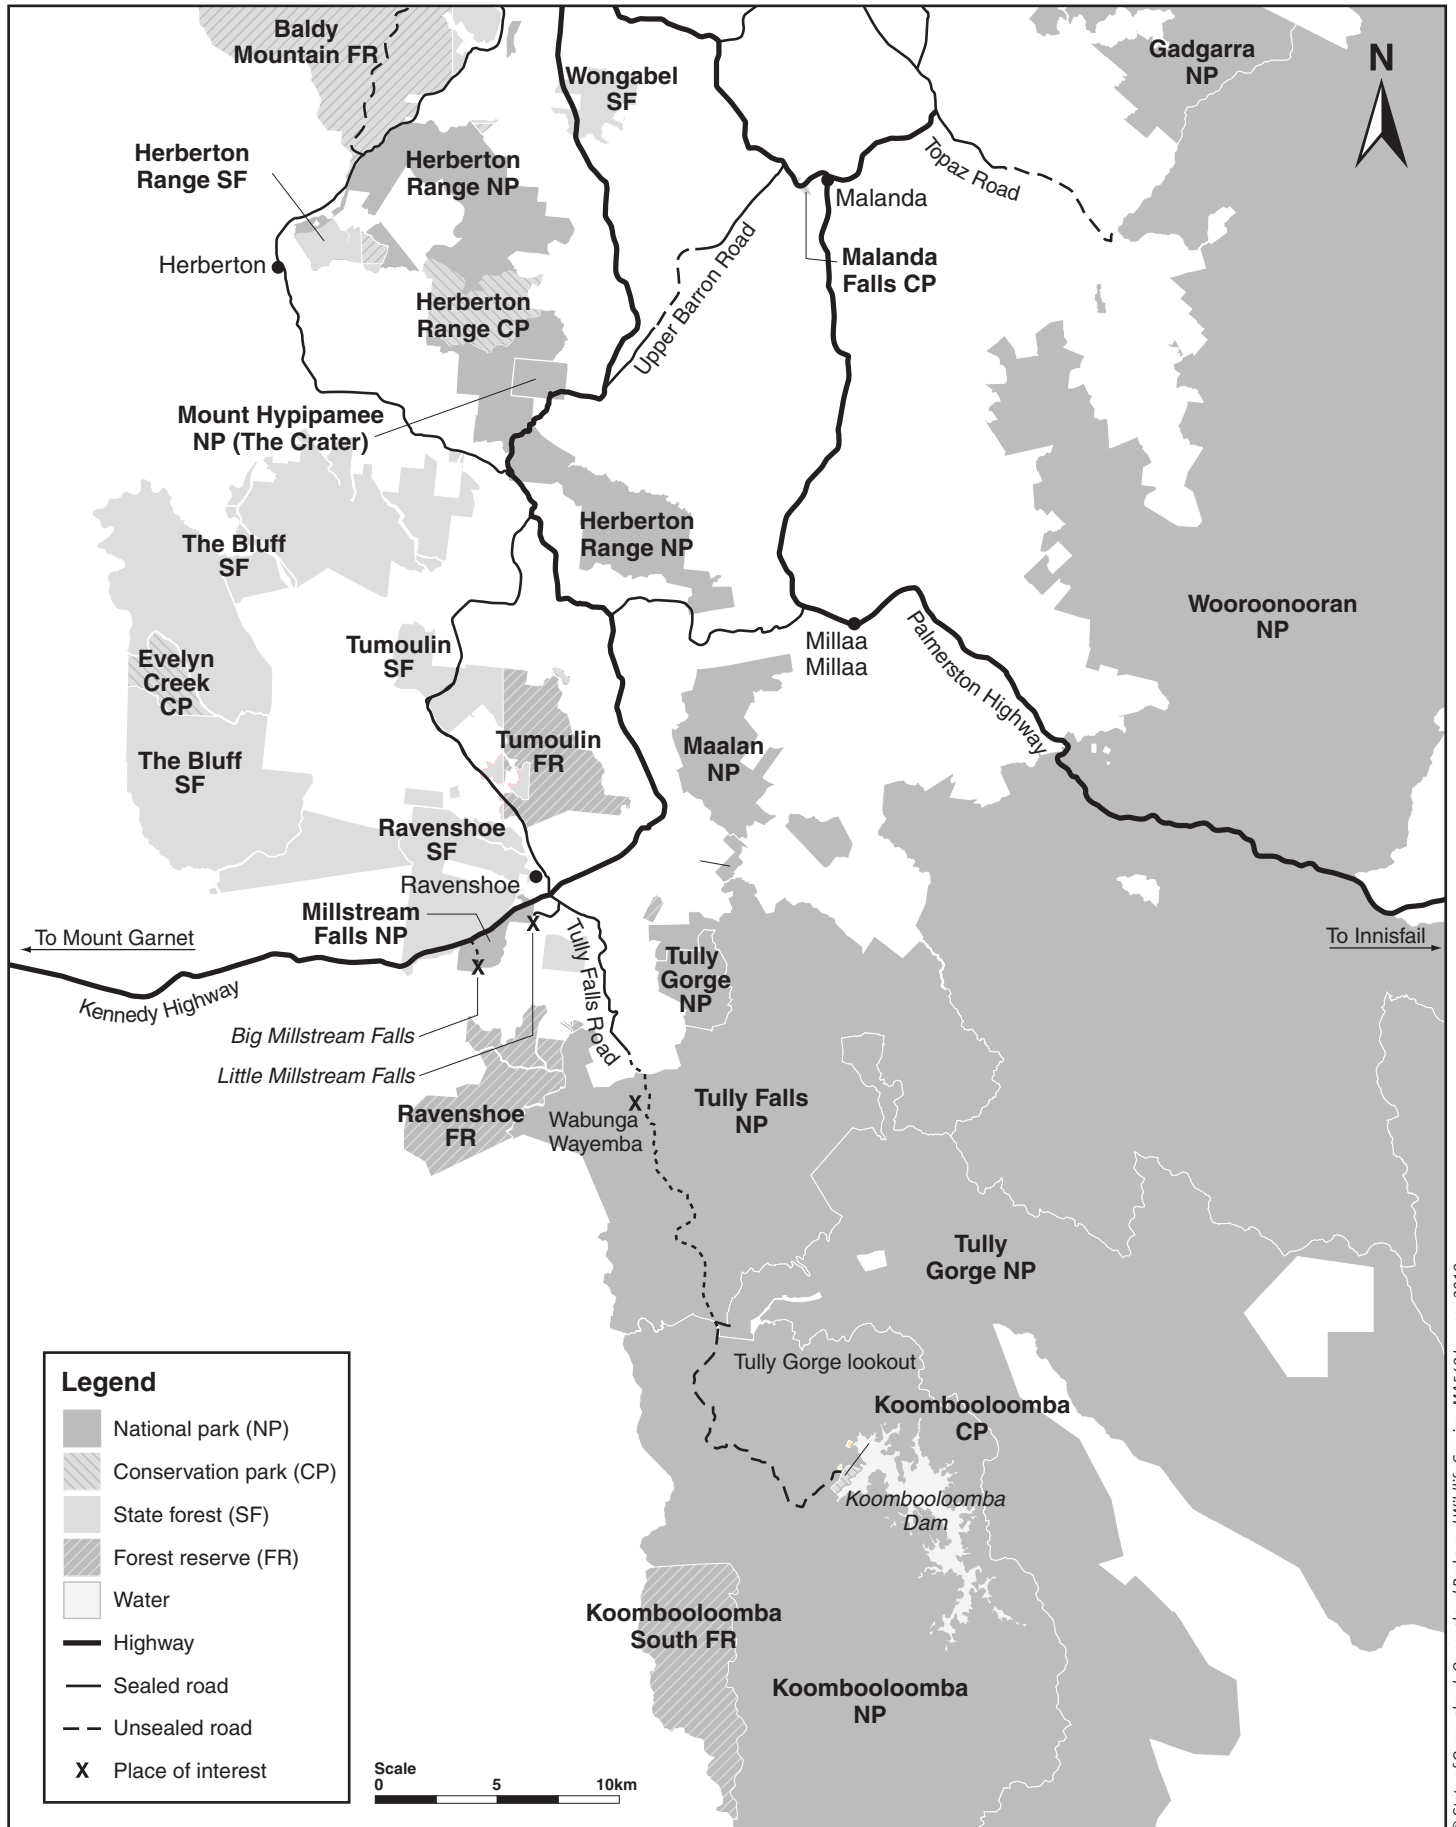 Baldy
Mountain FR
Wongabel
SF
Gadgarra
NP
N
Herberton
Range SF
Herberton
Range NP
Topaz Road
Malanda
Herberton
Malanda
Falls CP
Upper Barron Road
Herberton
Range CP
Mount Hypipamee
NP (The Crater)
Herberton
Range NP
The Bluff
SF
Wooroonooran
NP
Tumoulin
SF
Millaa
Millaa
Palmerston Highway
Evelyn
Creek
CP
Tumoulin
FR
Maalan
NP
The Bluff
SF
Ravenshoe
SF
Ravenshoe
Millstream
Falls NP
X
To Mount Garnet
To Innisfail
Tully Falls Road
Tully
Gorge
NP
X
Kennedy Highway
Big Millstream Falls
Little Millstream Falls
Ravenshoe
FR
X
Wabunga
Wayemba
Tully Falls
NP
Tully
Gorge NP
Tully Gorge lookout
Koombooloomba
CP
Koombooloomba
Dam
Koombooloomba
South FR
Koombooloomba
NP
Legend
National park (NP)
Conservation park (CP)
State forest (SF)
Forest reserve (FR)
Water
Highway
Sealed road
Unsealed road
X Place of interest
Scale
0 5 10km